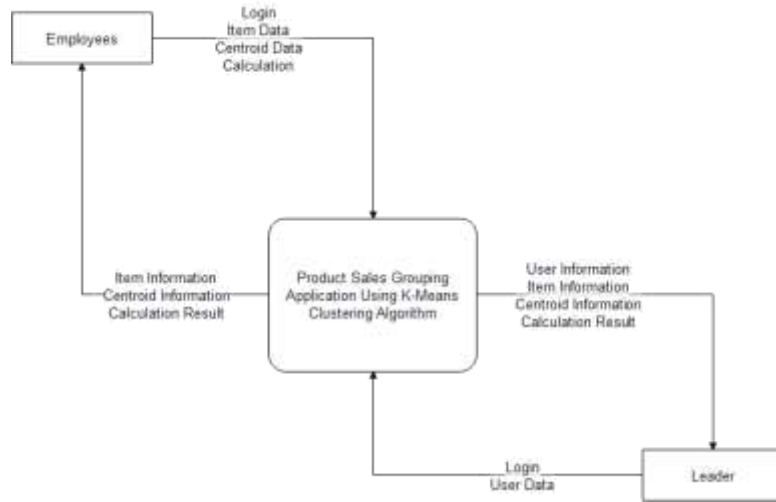 Login
Item Data
Centroid Data
Calculation
Employees
Item Information
Centroid Information
Calculation Result
Product Sales Grouping
Application Using K-Means
Clustering Algorithm
User Information
Item Information
Centroid Information
Calculation Result
Login
User Data
Leader